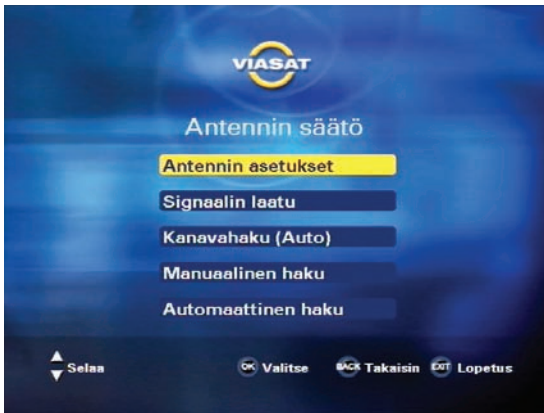 VIASAT
Antennin säätö
Antennin asetukset
Signaalin laatu
Kanavahaku (Auto)
Manuaalinen haku
Automaattinen haku
Selaa OK Valitse BACK Takaisin EXIT Lopetus